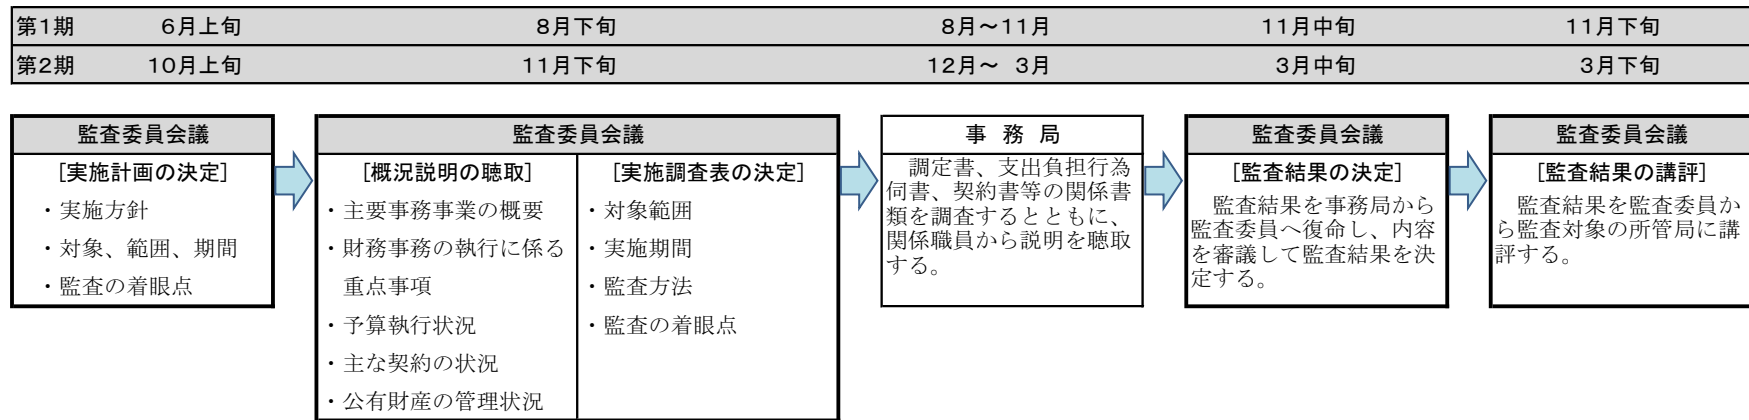 第1期 6月上旬 8月下旬 8月～11月 11月中旬 11月下旬
第2期 10月上旬 11月下旬 12月～ 3月 3月中旬 3月下旬
監査委員会議
[実施計画の決定]
・実施方針
・対象、範囲、期間
・監査の着眼点
監査委員会議
[概況説明の聴取]
・主要事務事業の概要
・財務事務の執行に係る
重点事項
・予算執行状況
・主な契約の状況
・公有財産の管理状況
[実施調査表の決定]
・対象範囲
・実施期間
・監査方法
・監査の着眼点
事 務 局
調定書、支出負担行為
伺書、契約書等の関係書
類を調査するとともに、
関係職員から説明を聴取
する。
監査委員会議
[監査結果の決定]
監査結果を事務局から
監査委員へ復命し、内容
を審議して監査結果を決
定する。
監査委員会議
[監査結果の講評]
監査結果を監査委員か
ら監査対象の所管局に講
評する。